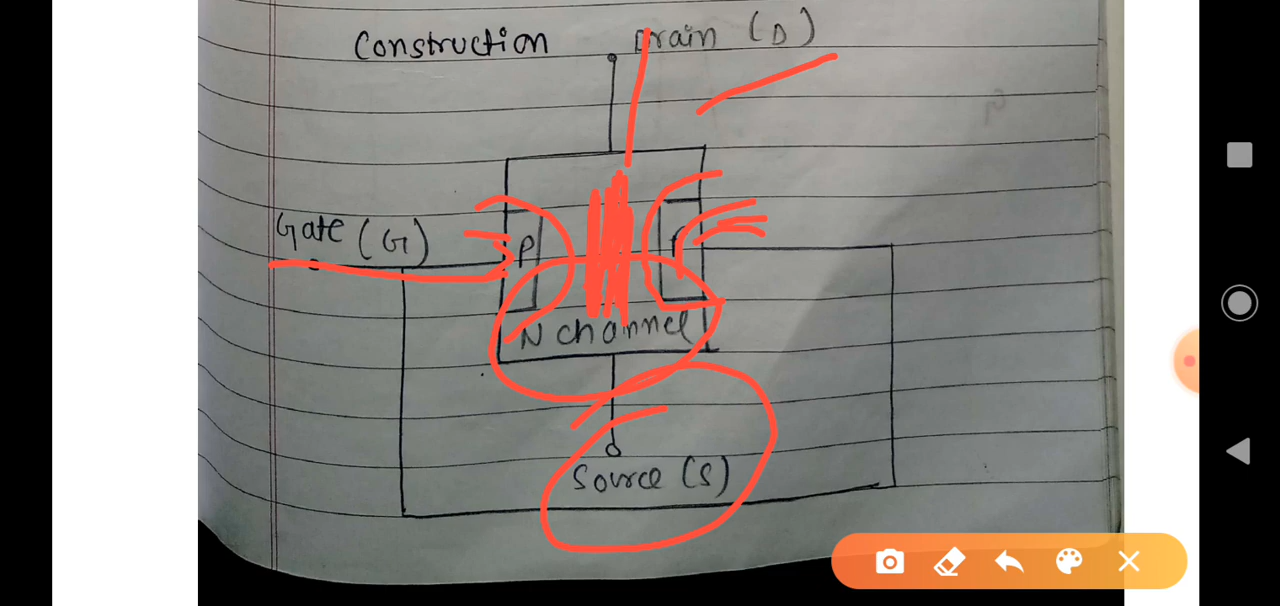 Construction
Drain (D)
Gate (G)
P
N channel
Source (S)